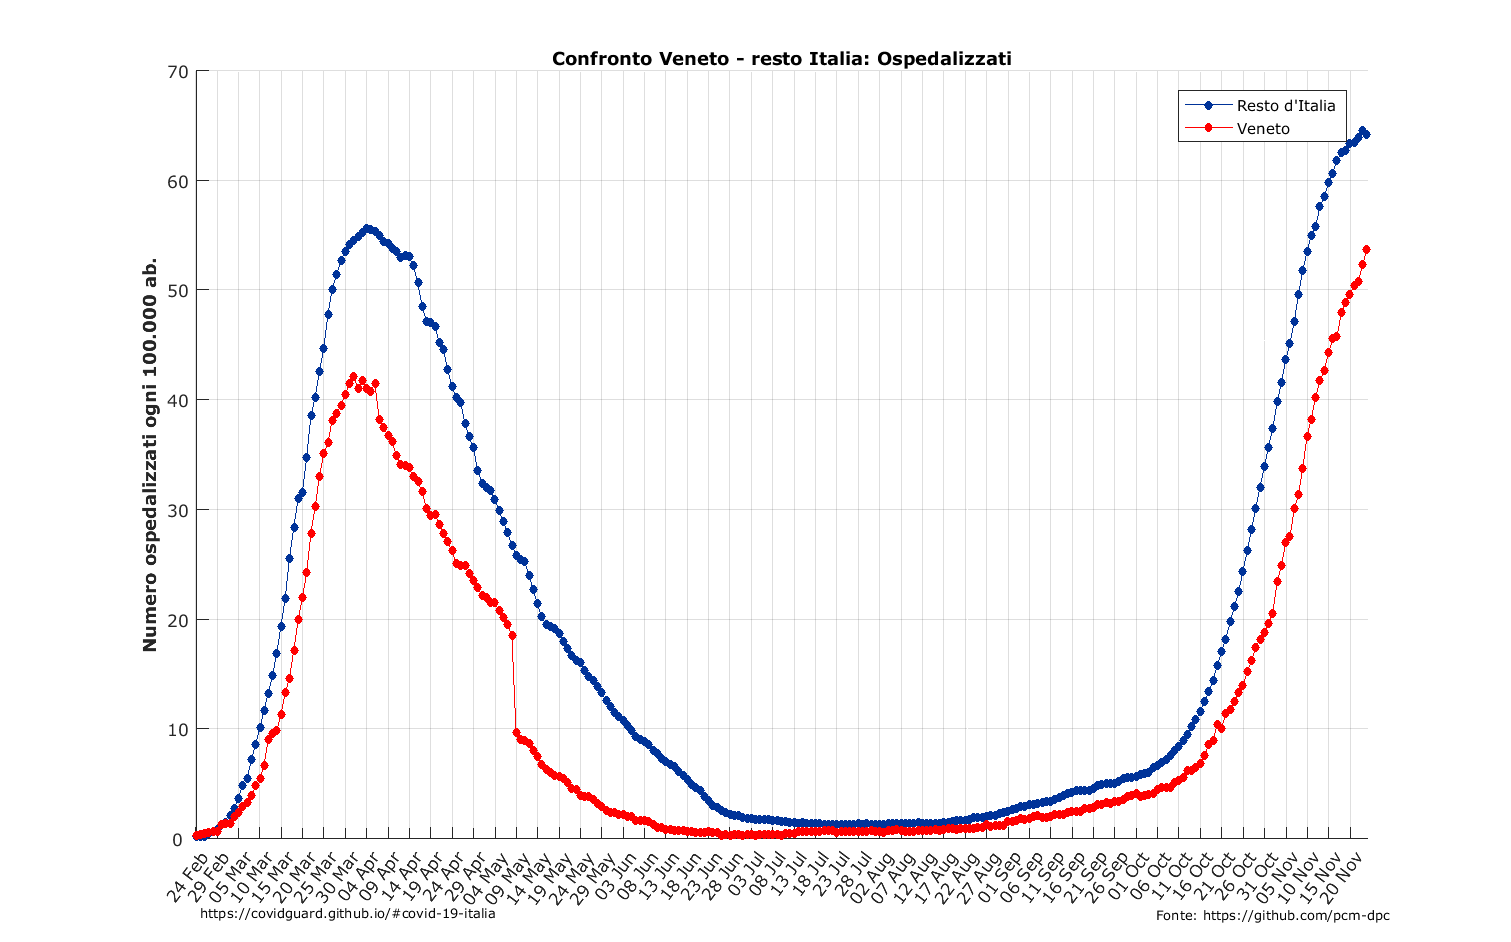 Confronto Veneto - resto Italia: Ospedalizzati
70
60
50
40
30
20
10
0
Numero ospedalizzati ogni 100.000 ab.
Resto d'Italia
Veneto
24 Feb
29 Feb
05 Mar
10 Mar
15 Mar
20 Mar
25 Mar
30 Mar
04 Apr
09 Apr
14 Apr
19 Apr
24 Apr
29 Apr
04 May
09 May
14 May
19 May
24 May
29 May
03 Jun
08 Jun
13 Jun
18 Jun
23 Jun
28 Jun
03 Jul
08 Jul
13 Jul
18 Jul
23 Jul
28 Jul
02 Aug
07 Aug
12 Aug
17 Aug
22 Aug
27 Aug
01 Sep
06 Sep
11 Sep
16 Sep
21 Sep
26 Sep
01 Oct
06 Oct
11 Oct
16 Oct
21 Oct
26 Oct
31 Oct
05 Nov
10 Nov
15 Nov
20 Nov
https://covidguard.github.io/#covid-19-italia
Fonte: https://github.com/pcm-dpc